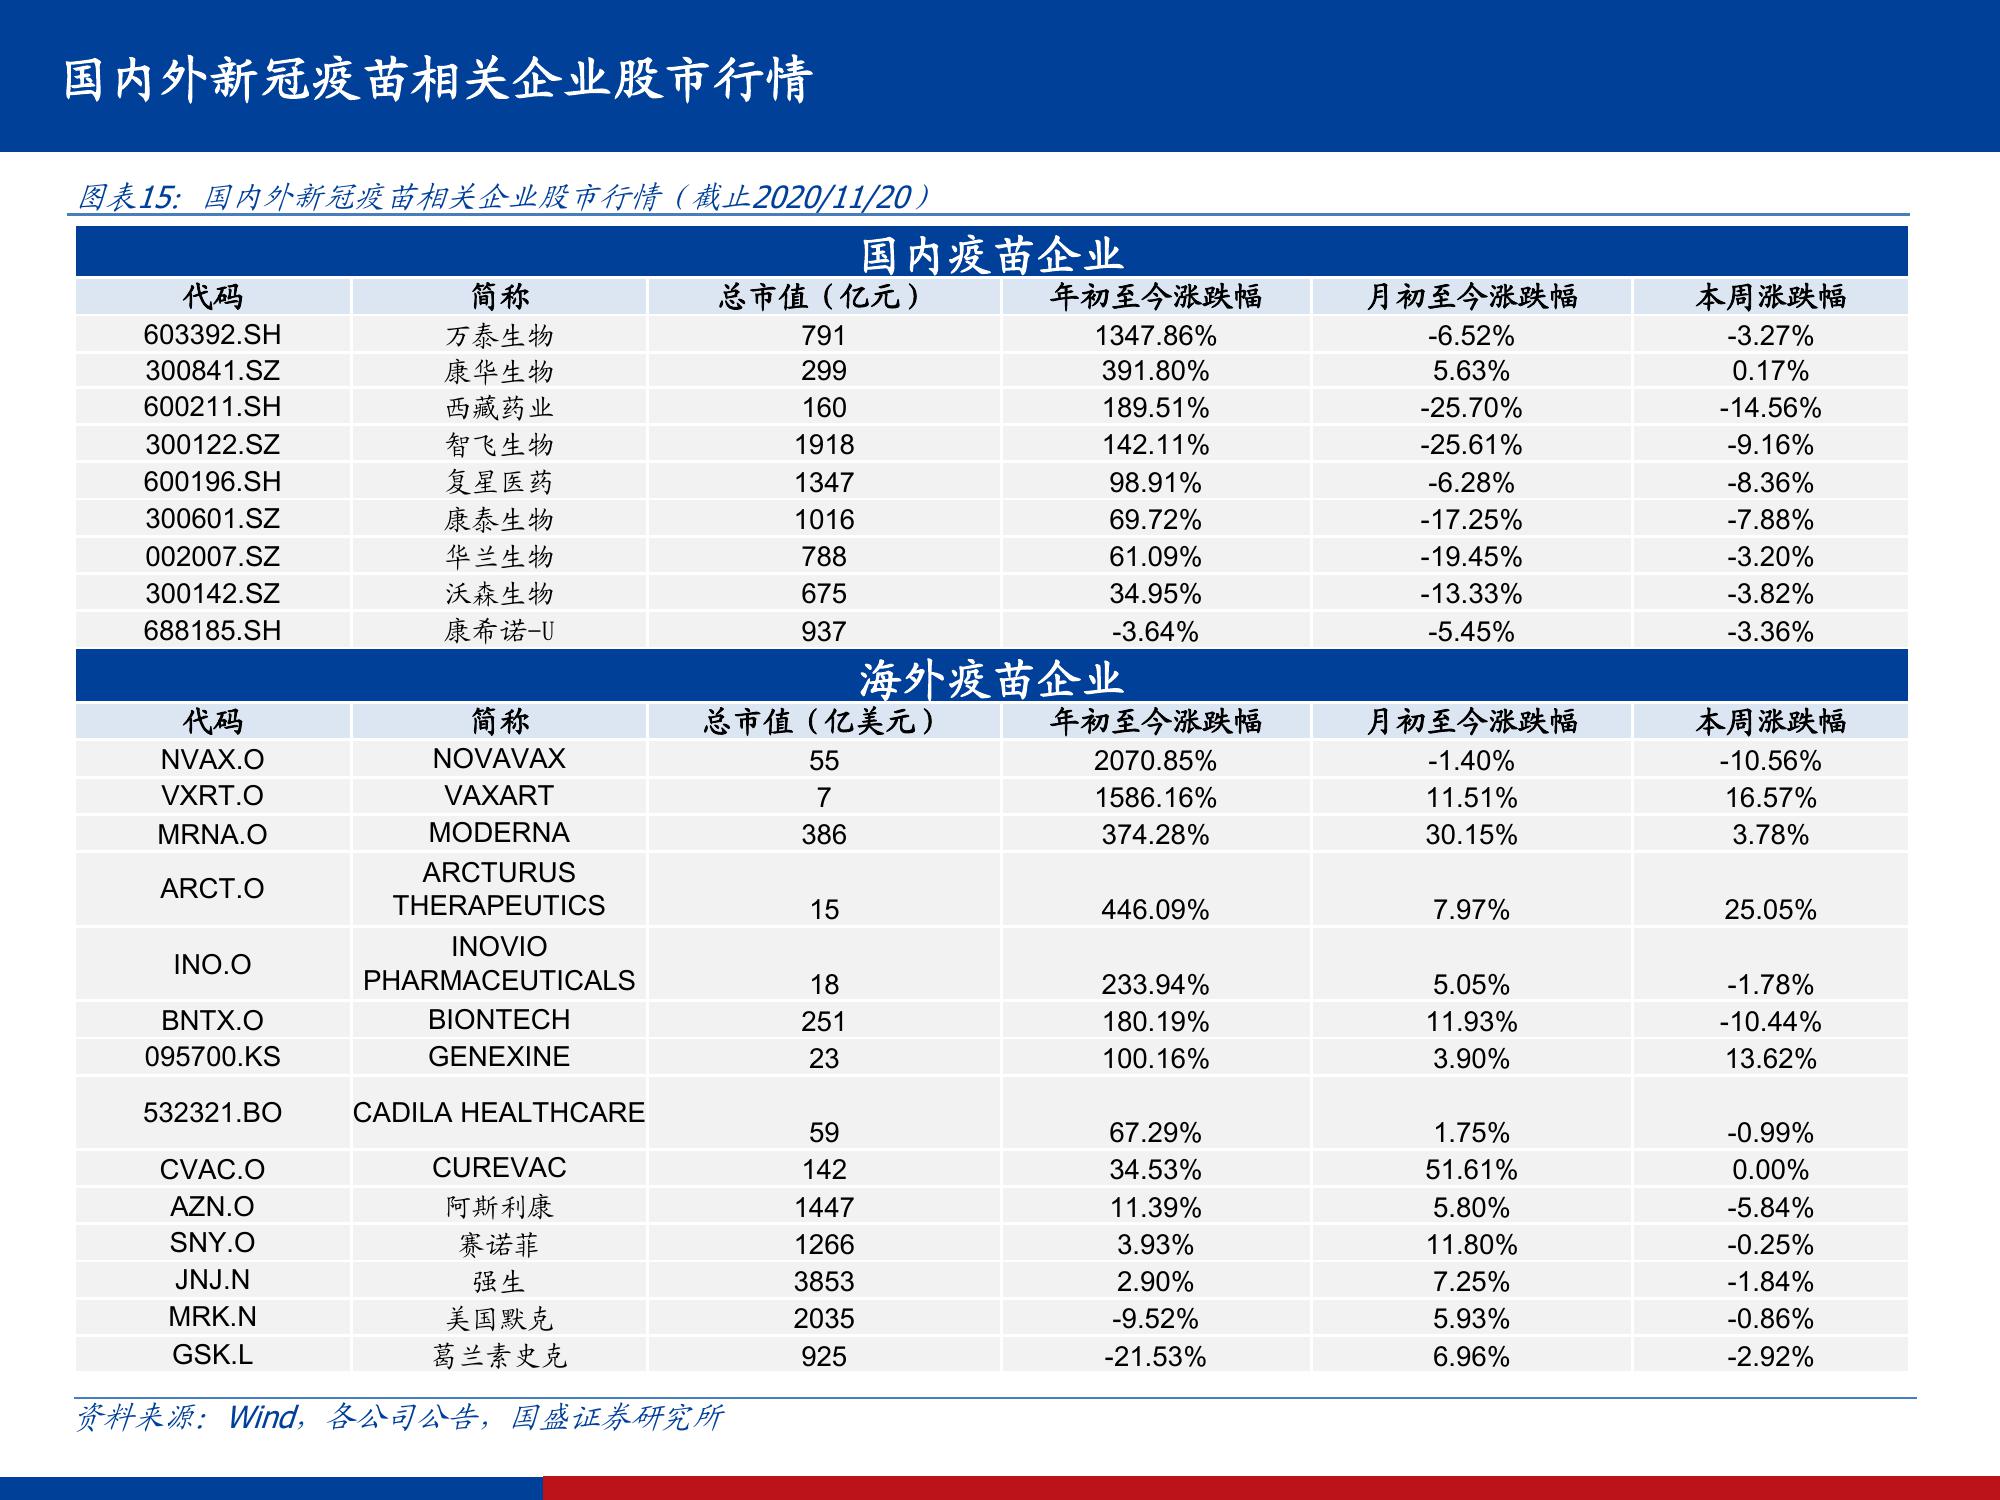 国内外新冠疫苗相关企业股市行情
图表15: 国内外新冠疫苗相关企业股市行情（截止2020/11/20）
国内疫苗企业
代码 简称 总市值（亿元） 年初至今涨跌幅 月初至今涨跌幅 本周涨跌幅
603392.SH 万泰生物 791 1347.86% -6.52% -3.27%
300841.SZ 康华生物 299 391.80% 5.63% 0.17%
600211.SH 西藏药业 160 189.51% -25.70% -14.56%
300122.SZ 智飞生物 1918 142.11% -25.61% -9.16%
600196.SH 复星医药 1347 98.91% -6.28% -8.36%
300601.SZ 康泰生物 1016 69.72% -17.25% -7.88%
002007.SZ 华兰生物 788 61.09% -19.45% -3.20%
300142.SZ 沃森生物 675 34.95% -13.33% -3.82%
688185.SH 康希诺-U 937 -3.64% -5.45% -3.36%
海外疫苗企业
代码 简称 总市值（亿美元） 年初至今涨跌幅 月初至今涨跌幅 本周涨跌幅
NVAX.O NOVAVAX 55 2070.85% -1.40% -10.56%
VXRT.O VAXART 7 1586.16% 11.51% 16.57%
MRNA.O MODERNA 386 374.28% 30.15% 3.78%
ARCT.O ARCTURUS
THERAPEUTICS 15 446.09% 7.97% 25.05%
INO.O INOVIO
PHARMACEUTICALS 18 233.94% 5.05% -1.78%
BNTX.O BIONTECH 251 180.19% 11.93% -10.44%
095700.KS GENEXINE 23 100.16% 3.90% 13.62%
532321.BO CADILA HEALTHCARE 59 67.29% 1.75% -0.99%
CVAC.O CUREVAC 142 34.53% 51.61% 0.00%
AZN.O 阿斯利康 1447 11.39% 5.80% -5.84%
SNY.O 赛诺菲 1266 3.93% 11.80% -0.25%
JNJ.N 强生 3853 2.90% 7.25% -1.84%
MRK.N 美国默克 2035 -9.52% 5.93% -0.86%
GSK.L 葛兰素史克 925 -21.53% 6.96% -2.92%
资料来源: Wind，各公司公告，国盛证券研究所